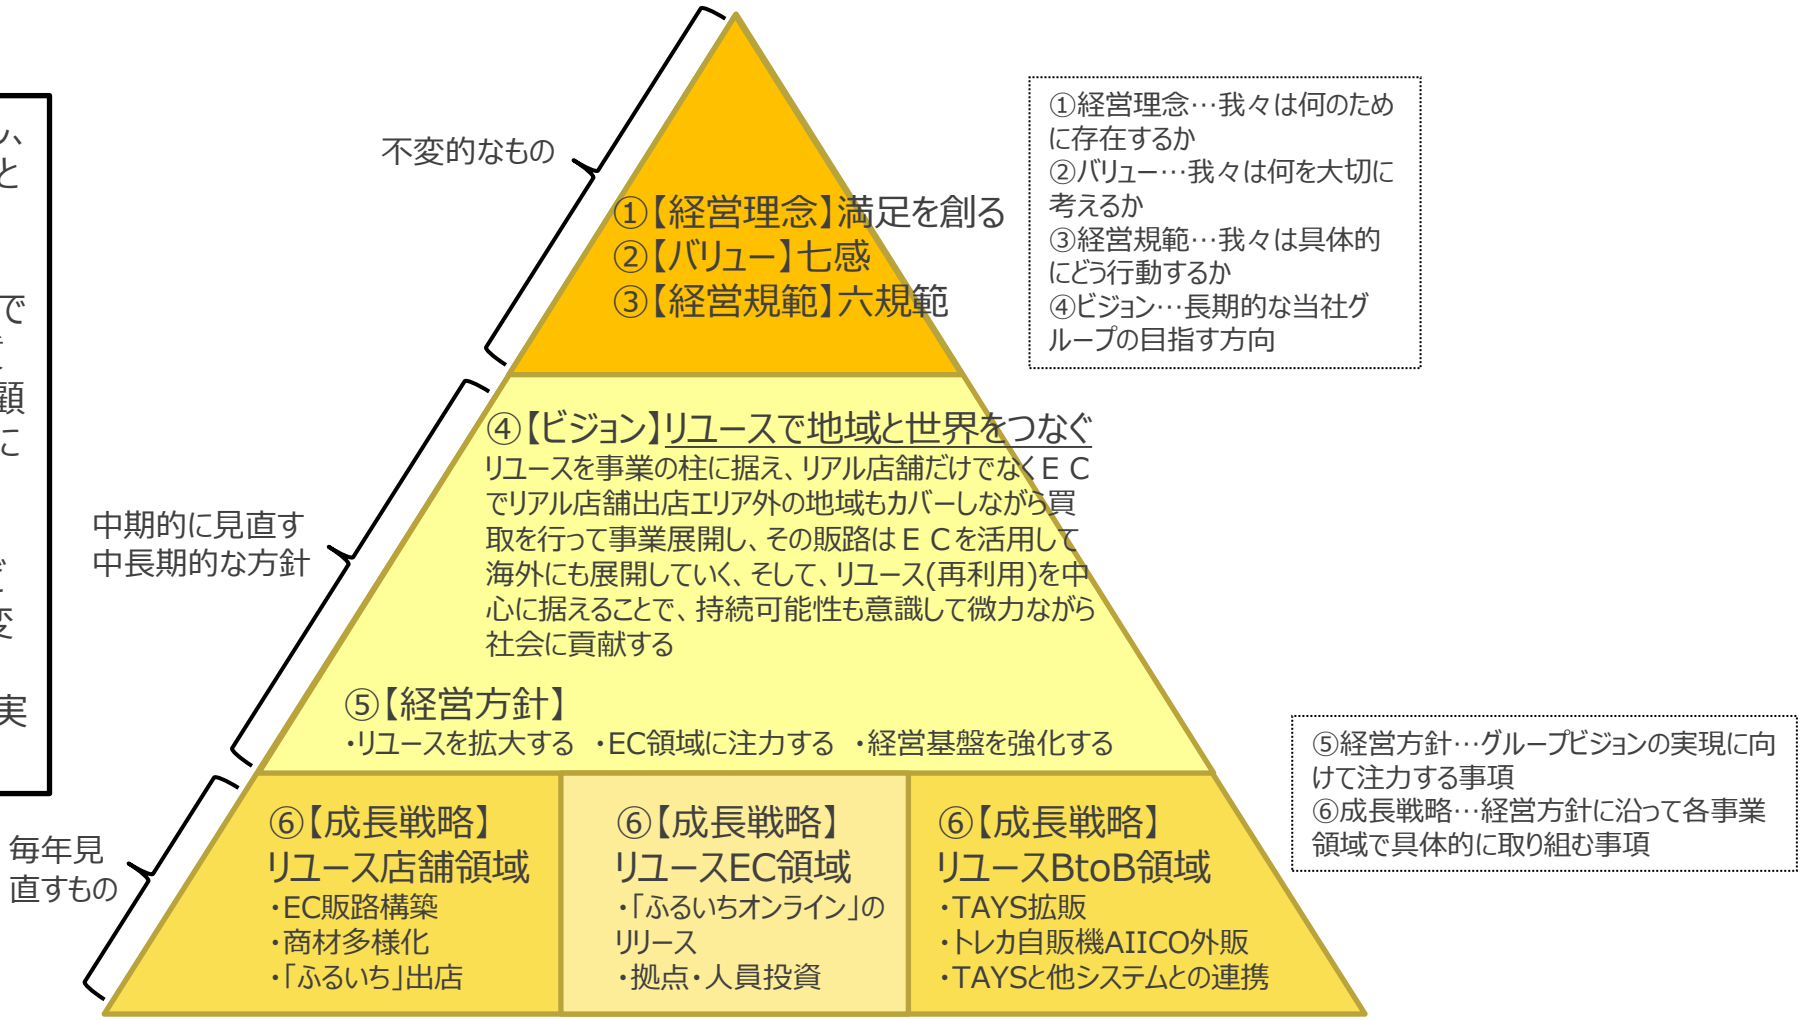 不変的なもの
①【経営理念】満足を創る
②【バリュー】七感
③【経営規範】六規範
①経営理念…我々は何のため
に存在するか
②バリュー…我々は何を大切に
考えるか
③経営規範…我々は具体的
にどう行動するか
④ビジョン…長期的な当社グ
ループの目指す方向
と
で
顧
に
変
実
中期的に見直す
中長期的な方針
④【ビジョン】リユースで地域と世界をつなぐ
リユースを事業の柱に据え、リアル店舗だけでなくＥＣ
でリアル店舗出店エリア外の地域もカバーしながら買
取を行って事業展開し、その販路はＥＣを活用して
海外にも展開していく、そして、リユース(再利用)を中
心に据えることで、持続可能性も意識して微力ながら
社会に貢献する
⑤【経営方針】
・リユースを拡大する ・EC領域に注力する ・経営基盤を強化する
⑤経営方針…グループビジョンの実現に向
けて注力する事項
⑥成長戦略…経営方針に沿って各事業
領域で具体的に取り組む事項
毎年見
直すもの
⑥【成長戦略】
リユース店舗領域
・EC販路構築
・商材多様化
・「ふるいち」出店
⑥【成長戦略】
リユースEC領域
・「ふるいちオンライン」の
リリース
・拠点・人員投資
⑥【成長戦略】
リユースBtoB領域
・TAYS拡販
・トレカ自販機AIICO外販
・TAYSと他システムとの連携